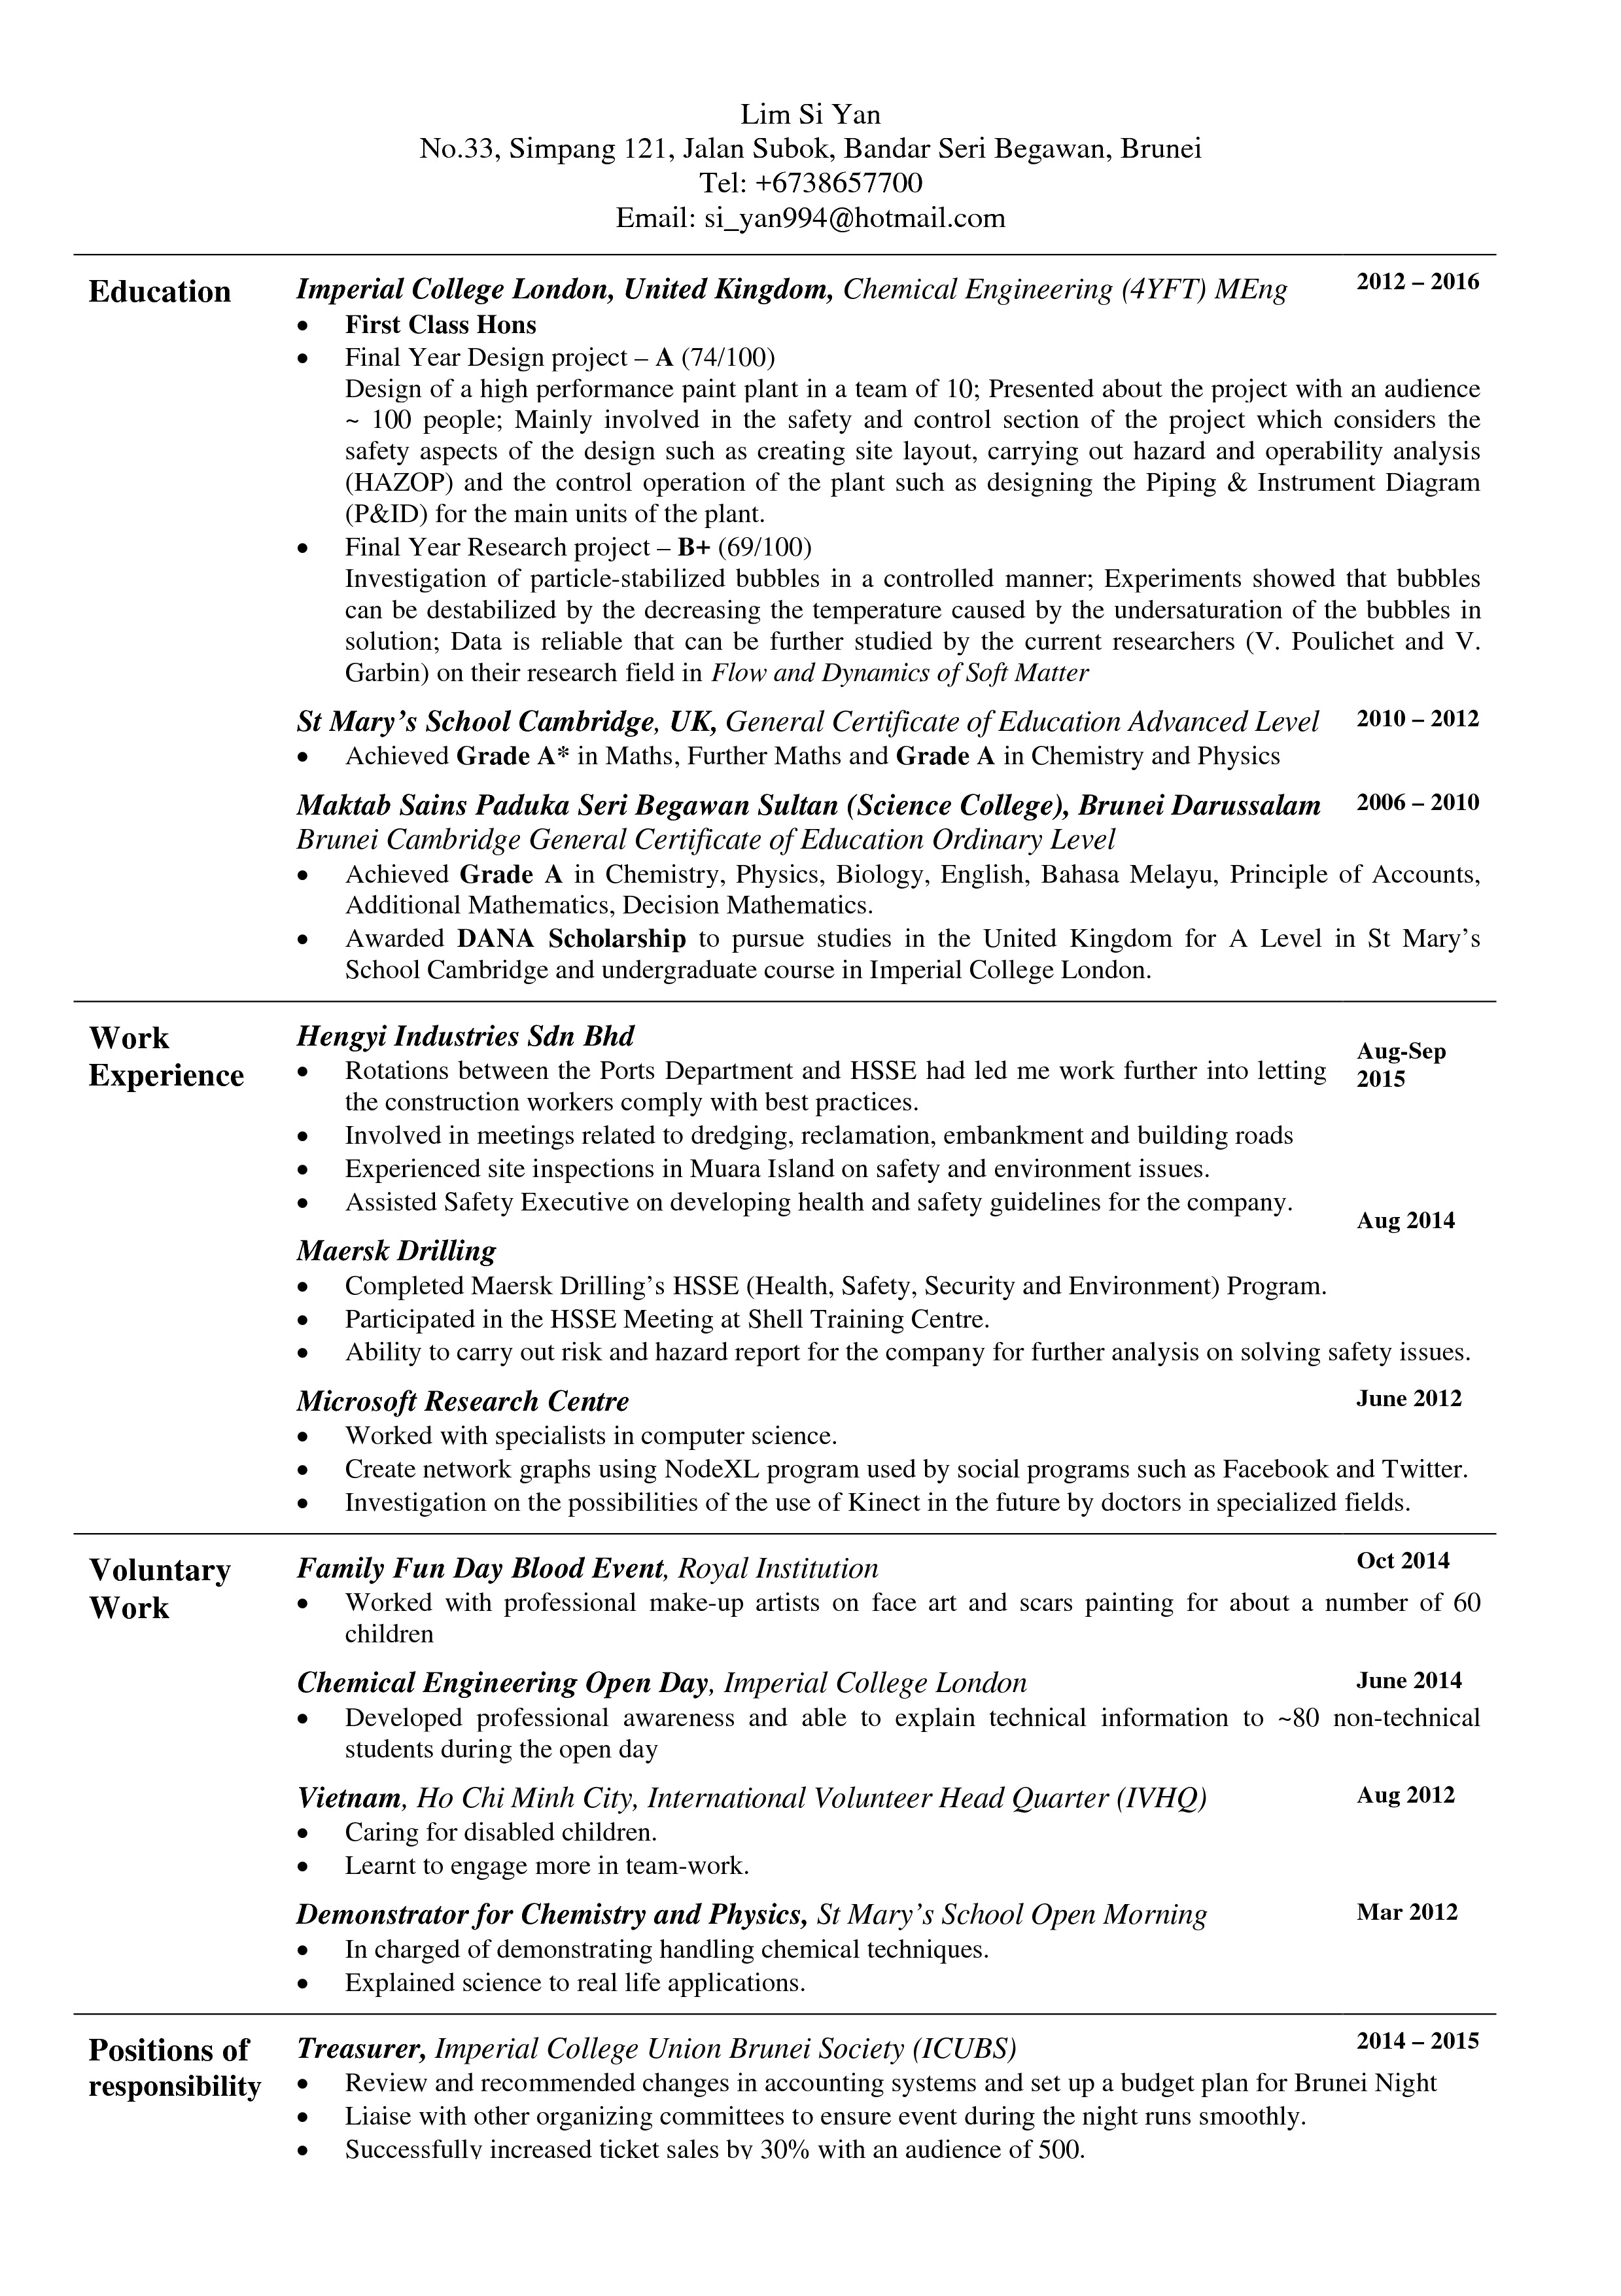 Lim Si Yan
No.33, Simpang 121, Jalan Subok, Bandar Seri Begawan, Brunei
Tel: +6738657700
Email: si_yan994@hotmail.com
Education
Imperial College London, United Kingdom, Chemical Engineering (4YFT) MEng
2012 – 2016
• First Class Hons
• Final Year Design project – A (74/100)
Design of a high performance paint plant in a team of 10; Presented about the project with an audience
~ 100 people; Mainly involved in the safety and control section of the project which considers the
safety aspects of the design such as creating site layout, carrying out hazard and operability analysis
(HAZOP) and the control operation of the plant such as designing the Piping & Instrument Diagram
(P&ID) for the main units of the plant.
• Final Year Research project – B+ (69/100)
Investigation of particle-stabilized bubbles in a controlled manner; Experiments showed that bubbles
can be destabilized by the decreasing the temperature caused by the undersaturation of the bubbles in
solution; Data is reliable that can be further studied by the current researchers (V. Poulichet and V.
Garbin) on their research field in Flow and Dynamics of Soft Matter
St Mary’s School Cambridge, UK, General Certificate of Education Advanced Level
2010 – 2012
• Achieved Grade A* in Maths, Further Maths and Grade A in Chemistry and Physics
Maktab Sains Paduka Seri Begawan Sultan (Science College), Brunei Darussalam
2006 – 2010
Brunei Cambridge General Certificate of Education Ordinary Level
• Achieved Grade A in Chemistry, Physics, Biology, English, Bahasa Melayu, Principle of Accounts,
Additional Mathematics, Decision Mathematics.
• Awarded DANA Scholarship to pursue studies in the United Kingdom for A Level in St Mary’s
School Cambridge and undergraduate course in Imperial College London.
Work
Experience
Hengyi Industries Sdn Bhd
Aug-Sep
2015
• Rotations between the Ports Department and HSSE had led me work further into letting
the construction workers comply with best practices.
• Involved in meetings related to dredging, reclamation, embankment and building roads
• Experienced site inspections in Muara Island on safety and environment issues.
• Assisted Safety Executive on developing health and safety guidelines for the company.
Aug 2014
Maersk Drilling
• Completed Maersk Drilling’s HSSE (Health, Safety, Security and Environment) Program.
• Participated in the HSSE Meeting at Shell Training Centre.
• Ability to carry out risk and hazard report for the company for further analysis on solving safety issues.
Microsoft Research Centre
June 2012
• Worked with specialists in computer science.
• Create network graphs using NodeXL program used by social programs such as Facebook and Twitter.
• Investigation on the possibilities of the use of Kinect in the future by doctors in specialized fields.
Voluntary
Work
Family Fun Day Blood Event, Royal Institution
Oct 2014
• Worked with professional make-up artists on face art and scars painting for about a number of 60
children
Chemical Engineering Open Day, Imperial College London
June 2014
• Developed professional awareness and able to explain technical information to ~80 non-technical
students during the open day
Vietnam, Ho Chi Minh City, International Volunteer Head Quarter (IVHQ)
Aug 2012
• Caring for disabled children.
• Learnt to engage more in team-work.
Demonstrator for Chemistry and Physics, St Mary’s School Open Morning
Mar 2012
• In charged of demonstrating handling chemical techniques.
• Explained science to real life applications.
Positions of
responsibility
Treasurer, Imperial College Union Brunei Society (ICUBS)
2014 – 2015
• Review and recommended changes in accounting systems and set up a budget plan for Brunei Night
• Liaise with other organizing committees to ensure event during the night runs smoothly.
• Successfully increased ticket sales by 30% with an audience of 500.